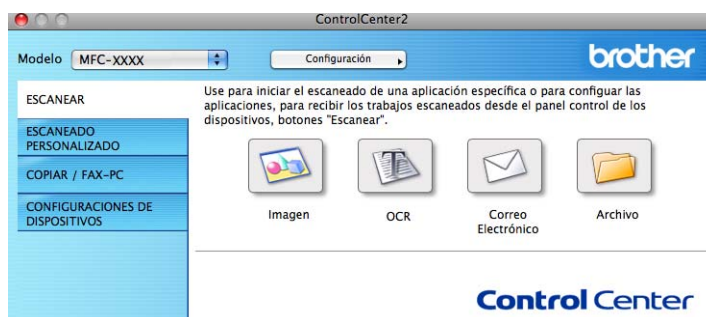 ControlCenter2
Modelo MFC-XXXX Configuración brother
ESCANEAR
Use para iniciar el escaneado de una aplicación específica o para configuar las
aplicaciones, para recibir los trabajos escaneados desde el panel control de los
dispositivos, botones "Escanear".
ESCANEADO
PERSONALIZADO
COPIAR / FAX-PC
CONFIGURACIONES DE
DISPOSITIVOS
Imagen OCR Correo
Electrónico Archivo
Control Center